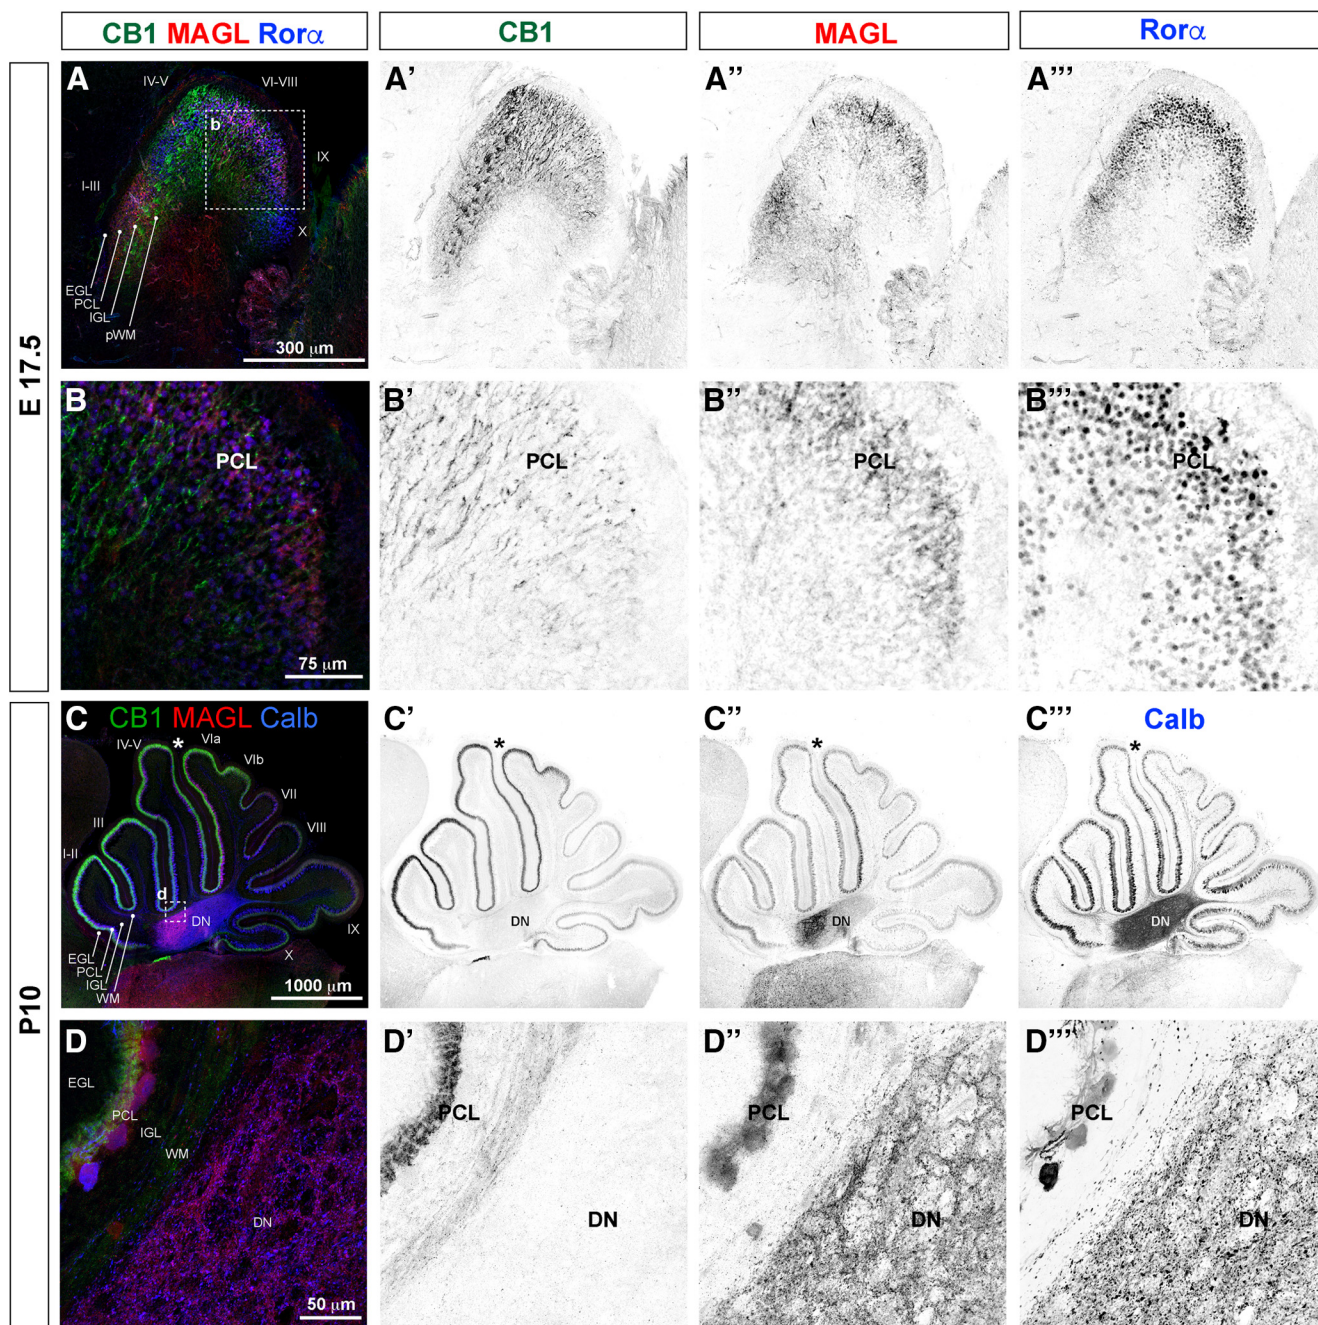 CB1 MAGL Rorα
CB1
MAGL
Rorα
E 17.5
A
IV-V
VI-VIII
b
IX
I-III
X
EGL
PCL
IGL
pWM
300 µm
A'
A''
A'''
B
PCL
75 µm
B'
PCL
B''
PCL
B'''
PCL
P10
C
CB1 MAGL Calb
IV-V
*
VIa
VIb
VII
VIII
III
I-II
d
DN
IX
X
EGL
PCL
IGL
WM
1000 µm
C'
*
DN
C''
*
DN
C'''
Calb
*
DN
D
EGL
PCL
IGL
WM
DN
50 µm
D'
PCL
DN
D''
PCL
DN
D'''
PCL
DN